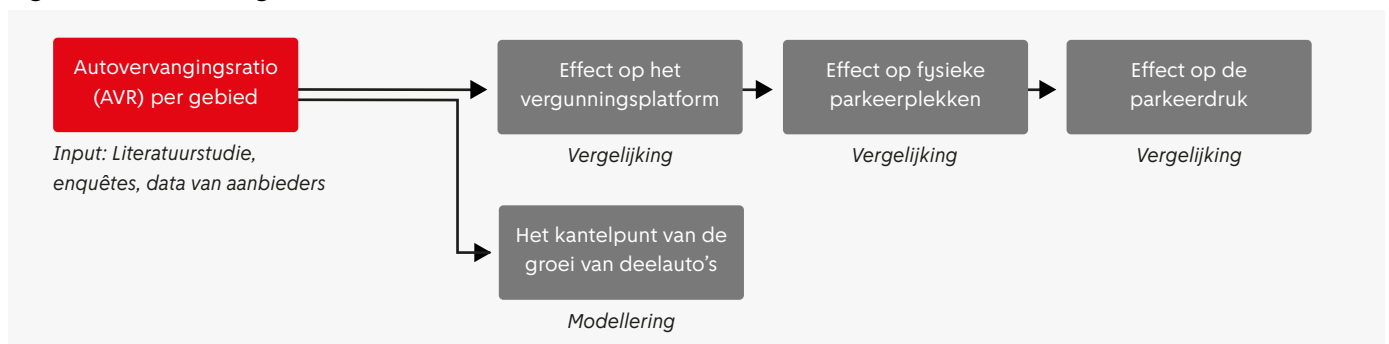 Autovervangingsratio
(AVR) per gebied
Input: Literatuurstudie,
enquêtes, data van aanbieders
Effect op het
vergunningsplatform
Vergelijking
Effect op fysieke
parkeerplekken
Vergelijking
Effect op de
parkeerdruk
Vergelijking
Het kantelpunt van de
groei van deelauto's
Modellering